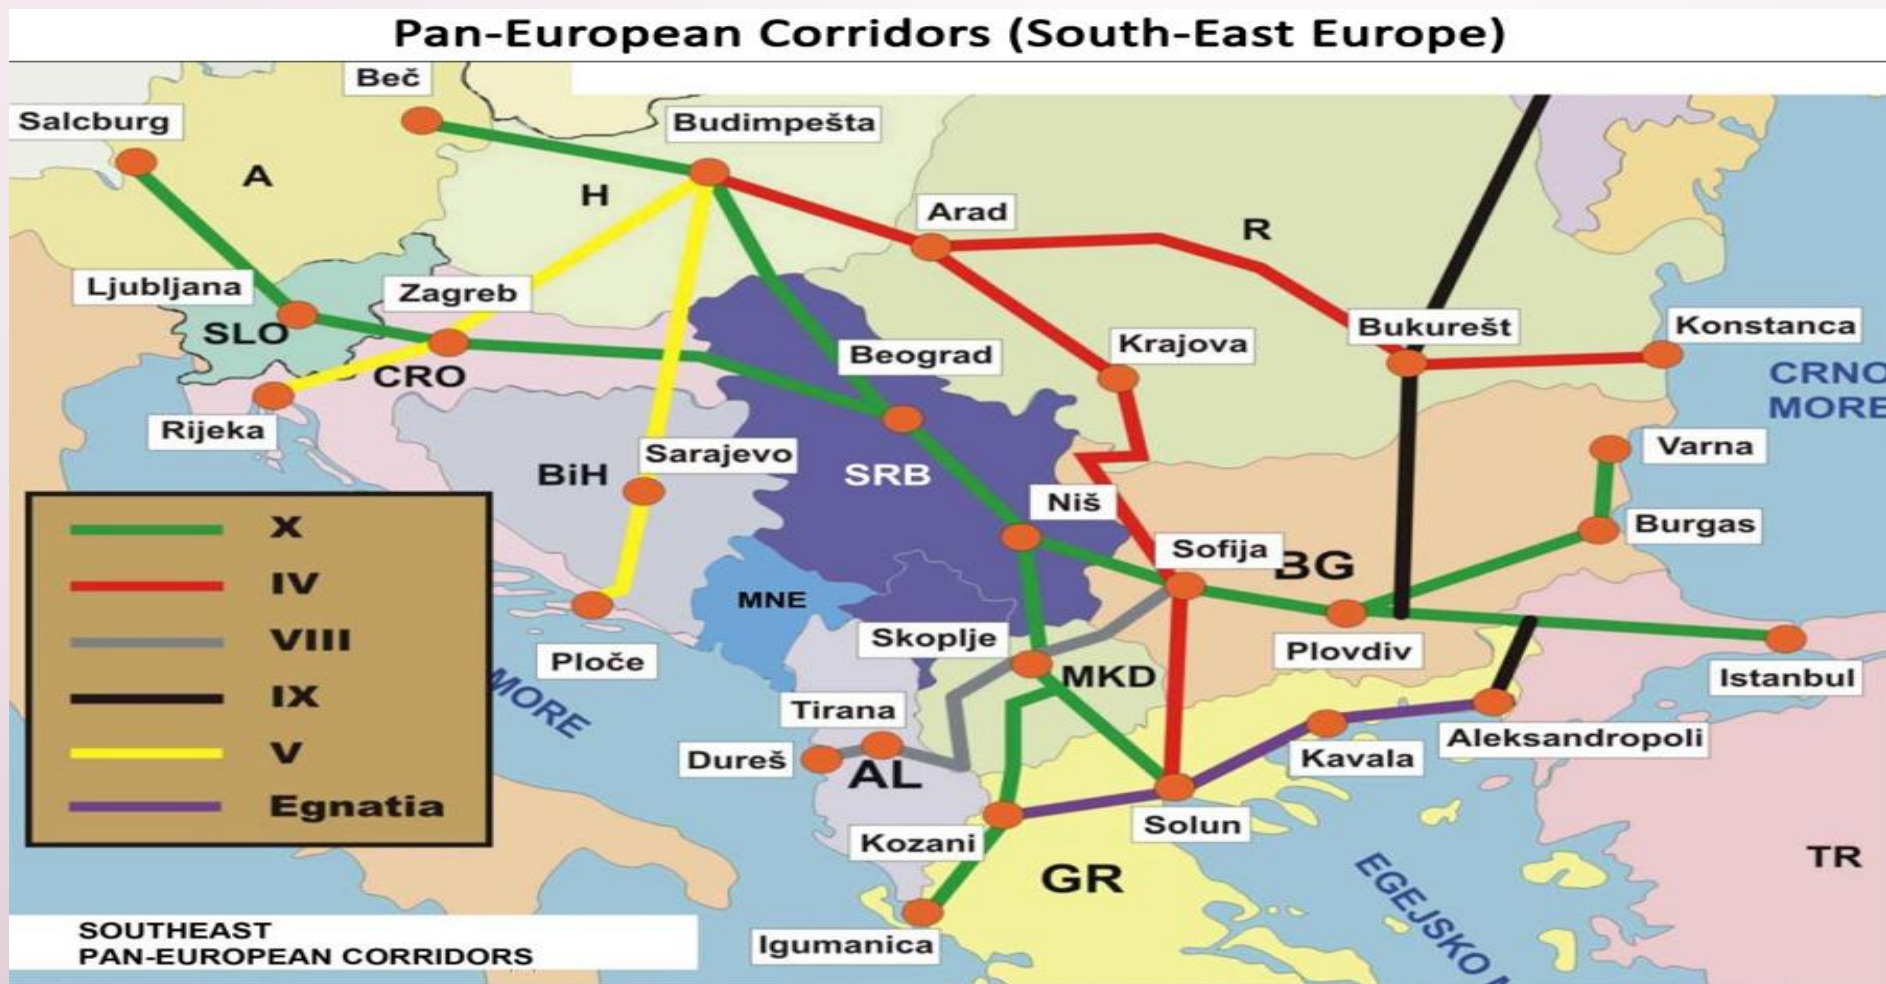 Pan-European Corridors (South-East Europe)
Beč
Salcburg
Budimpešta
A
H
Arad
R
Ljubljana
Zagreb
SLO
CRO
Beograd
Krajova
Bukurešt
Konstanca
CRNO
MORE
Rijeka
Sarajevo
BiH
SRB
Varna
Niš
Burgas
Sofija
BG
X
IV
VIII
IX
V
Egnatia
MNE
Skoplje
MKD
Plovdiv
Istanbul
Ploče
MORE
Tirana
Dureš
AL
Aleksandropoli
Kavala
Kozani
Solun
GR
TR
EGEJSKO
Igumanica
SOUTHEAST
PAN-EUROPEAN CORRIDORS